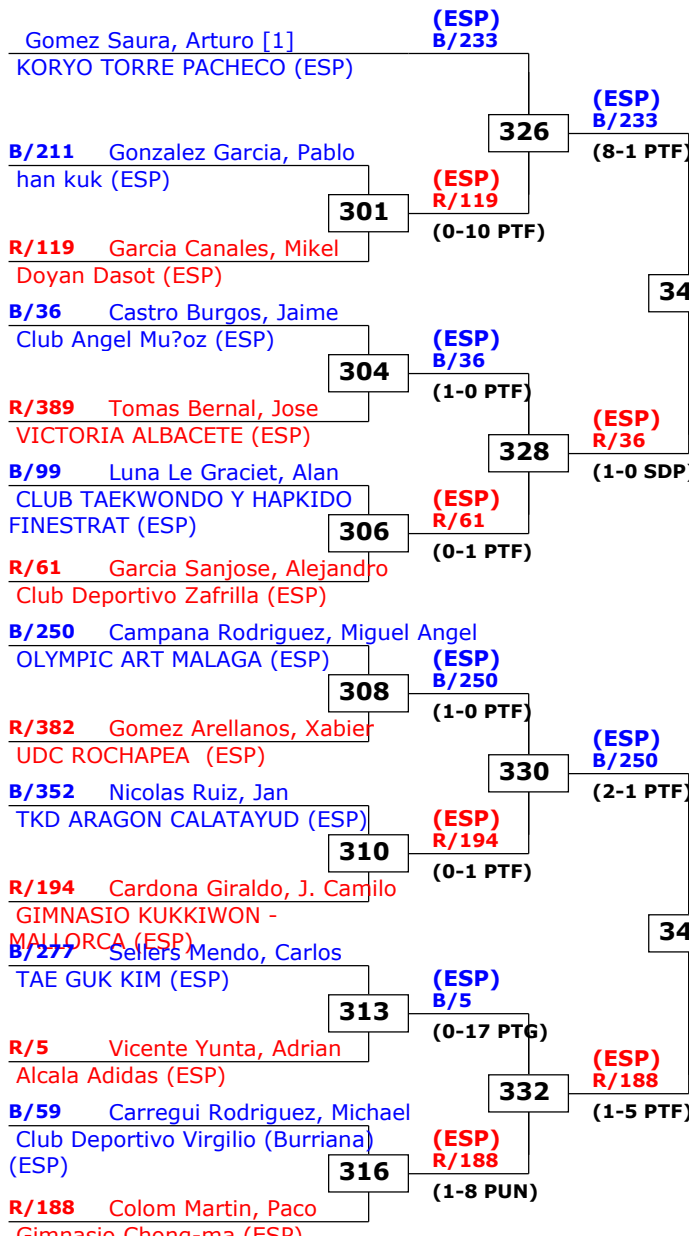 Gomez Saura, Arturo [1]
KORYO TORRE PACHECO (ESP)
B/211 Gonzalez Garcia, Pablo
han kuk (ESP)
R/119 Garcia Canales, Mikel
Doyan Dasot (ESP)
B/36 Castro Burgos, Jaime
Club Angel Mu?oz (ESP)
R/389 Tomas Bernal, Jose
VICTORIA ALBACETE (ESP)
B/99 Luna Le Graciet, Alan
CLUB TAEKWONDO Y HAPKIDO
FINESTRAT (ESP)
R/61 Garcia Sanjose, Alejandro
Club Deportivo Zafrilla (ESP)
B/250 Campana Rodriguez, Miguel Angel
OLYMPIC ART MALAGA (ESP)
R/382 Gomez Arellanos, Xabier
UDC ROCHAPEA (ESP)
B/352 Nicolas Ruiz, Jan
TKD ARAGON CALATAYUD (ESP)
R/194 Cardona Giraldo, J. Camilo
GIMNASIO KUKKIWON -
MALLORCA (ESP)
B/277 Sellers Mendo, Carlos
TAE GUK KIM (ESP)
R/5 Vicente Yunta, Adrian
Alcala Adidas (ESP)
B/59 Carregui Rodriguez, Michael
Club Deportivo Virgilio (Burriana)
(ESP)
R/188 Colom Martin, Paco
Gimnasio Chong-ma (ESP)
301
304
306
308
310
313
316
(ESP)
B/233
(ESP)
R/119
(0-10 PTF)
(ESP)
B/36
(1-0 PTF)
(ESP)
R/61
(0-1 PTF)
(ESP)
B/250
(1-0 PTF)
(ESP)
R/194
(0-1 PTF)
(ESP)
B/5
(0-17 PTG)
(ESP)
R/188
(1-8 PUN)
326
328
330
332
(ESP)
B/233
(8-1 PTF)
(ESP)
R/36
(1-0 SDP)
(ESP)
B/250
(2-1 PTF)
(ESP)
R/188
(1-5 PTF)
34
34